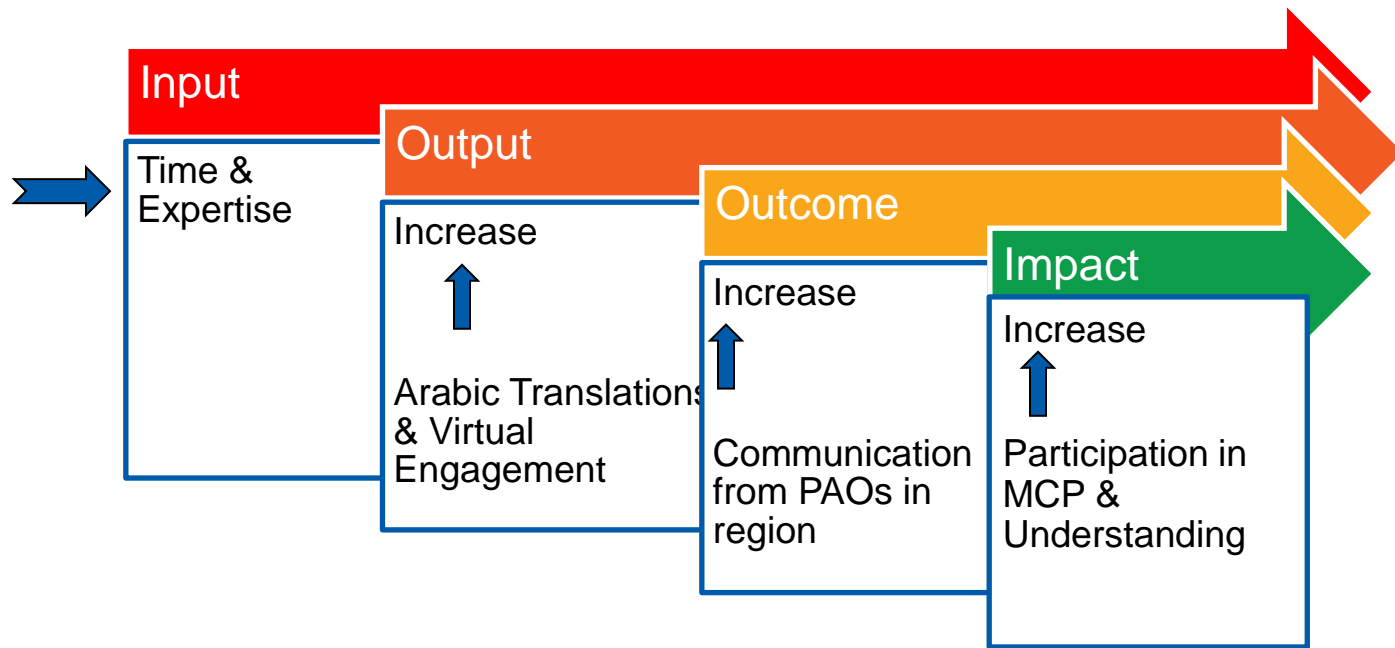 Input
Time &
Expertise
Output
Increase
Arabic Translations
& Virtual
Engagement
Outcome
Increase
Communication
from PAOs in
region
Impact
Increase
Participation in
MCP &
Understanding